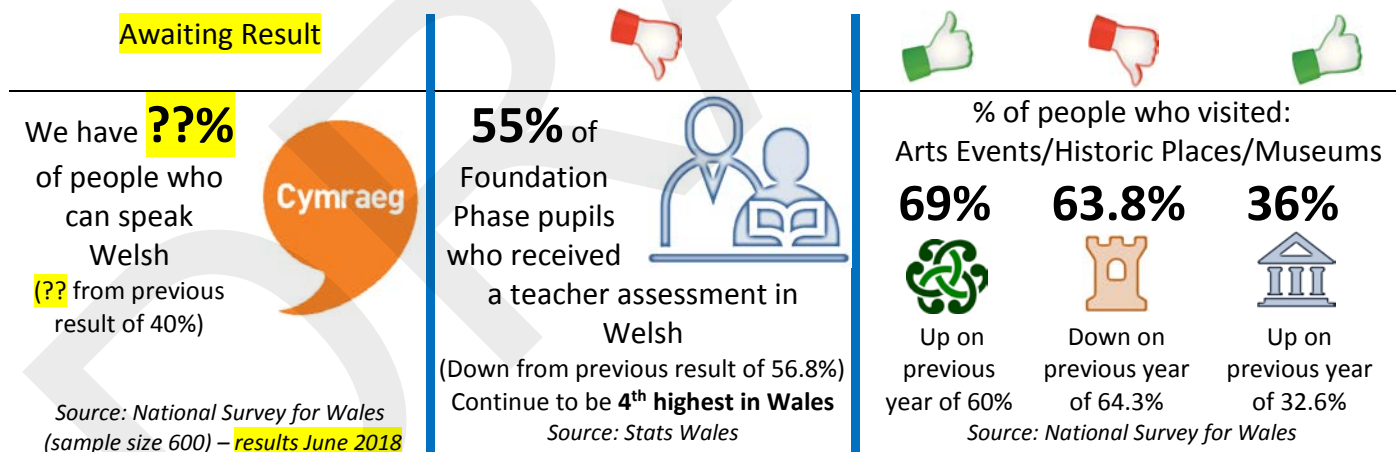 Awaiting Result
We have ??%
of people who
can speak
Welsh
(?? from previous
result of 40%)
Cymraeg
Source: National Survey for Wales
(sample size 600) – results June 2018
55% of
Foundation
Phase pupils
who received
a teacher assessment in
Welsh
(Down from previous result of 56.8%)
Continue to be 4th highest in Wales
Source: Stats Wales
% of people who visited:
Arts Events/Historic Places/Museums
69% 63.8% 36%
Up on Down on Up on
previous previous year previous year
year of 60% of 64.3% of 32.6%
Source: National Survey for Wales